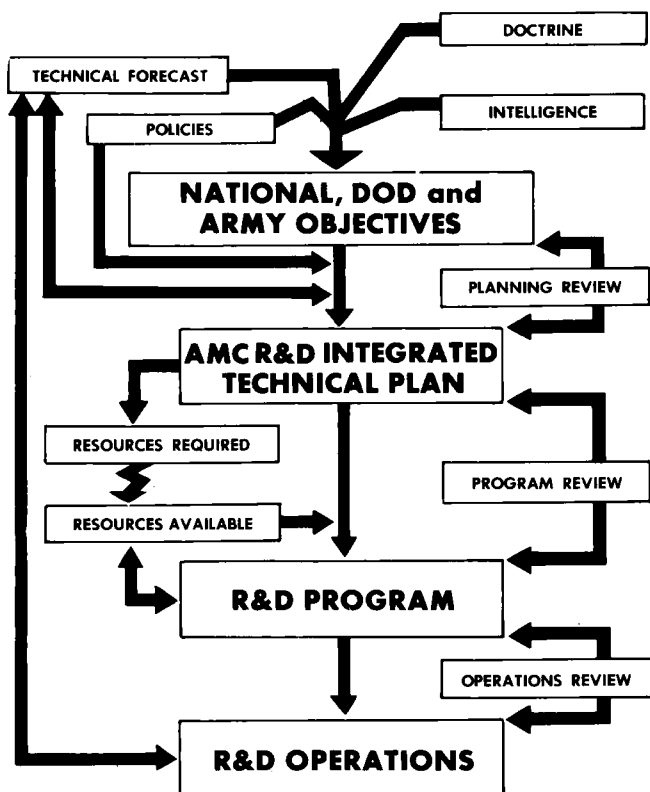 DOCTRINE
TECHNICAL FORECAST
INTELLIGENCE
POLICIES
NATIONAL, DOD and
ARMY OBJECTIVES
PLANNING REVIEW
AMC R&D INTEGRATED
TECHNICAL PLAN
RESOURCES REQUIRED
PROGRAM REVIEW
RESOURCES AVAILABLE
R&D PROGRAM
OPERATIONS REVIEW
R&D OPERATIONS